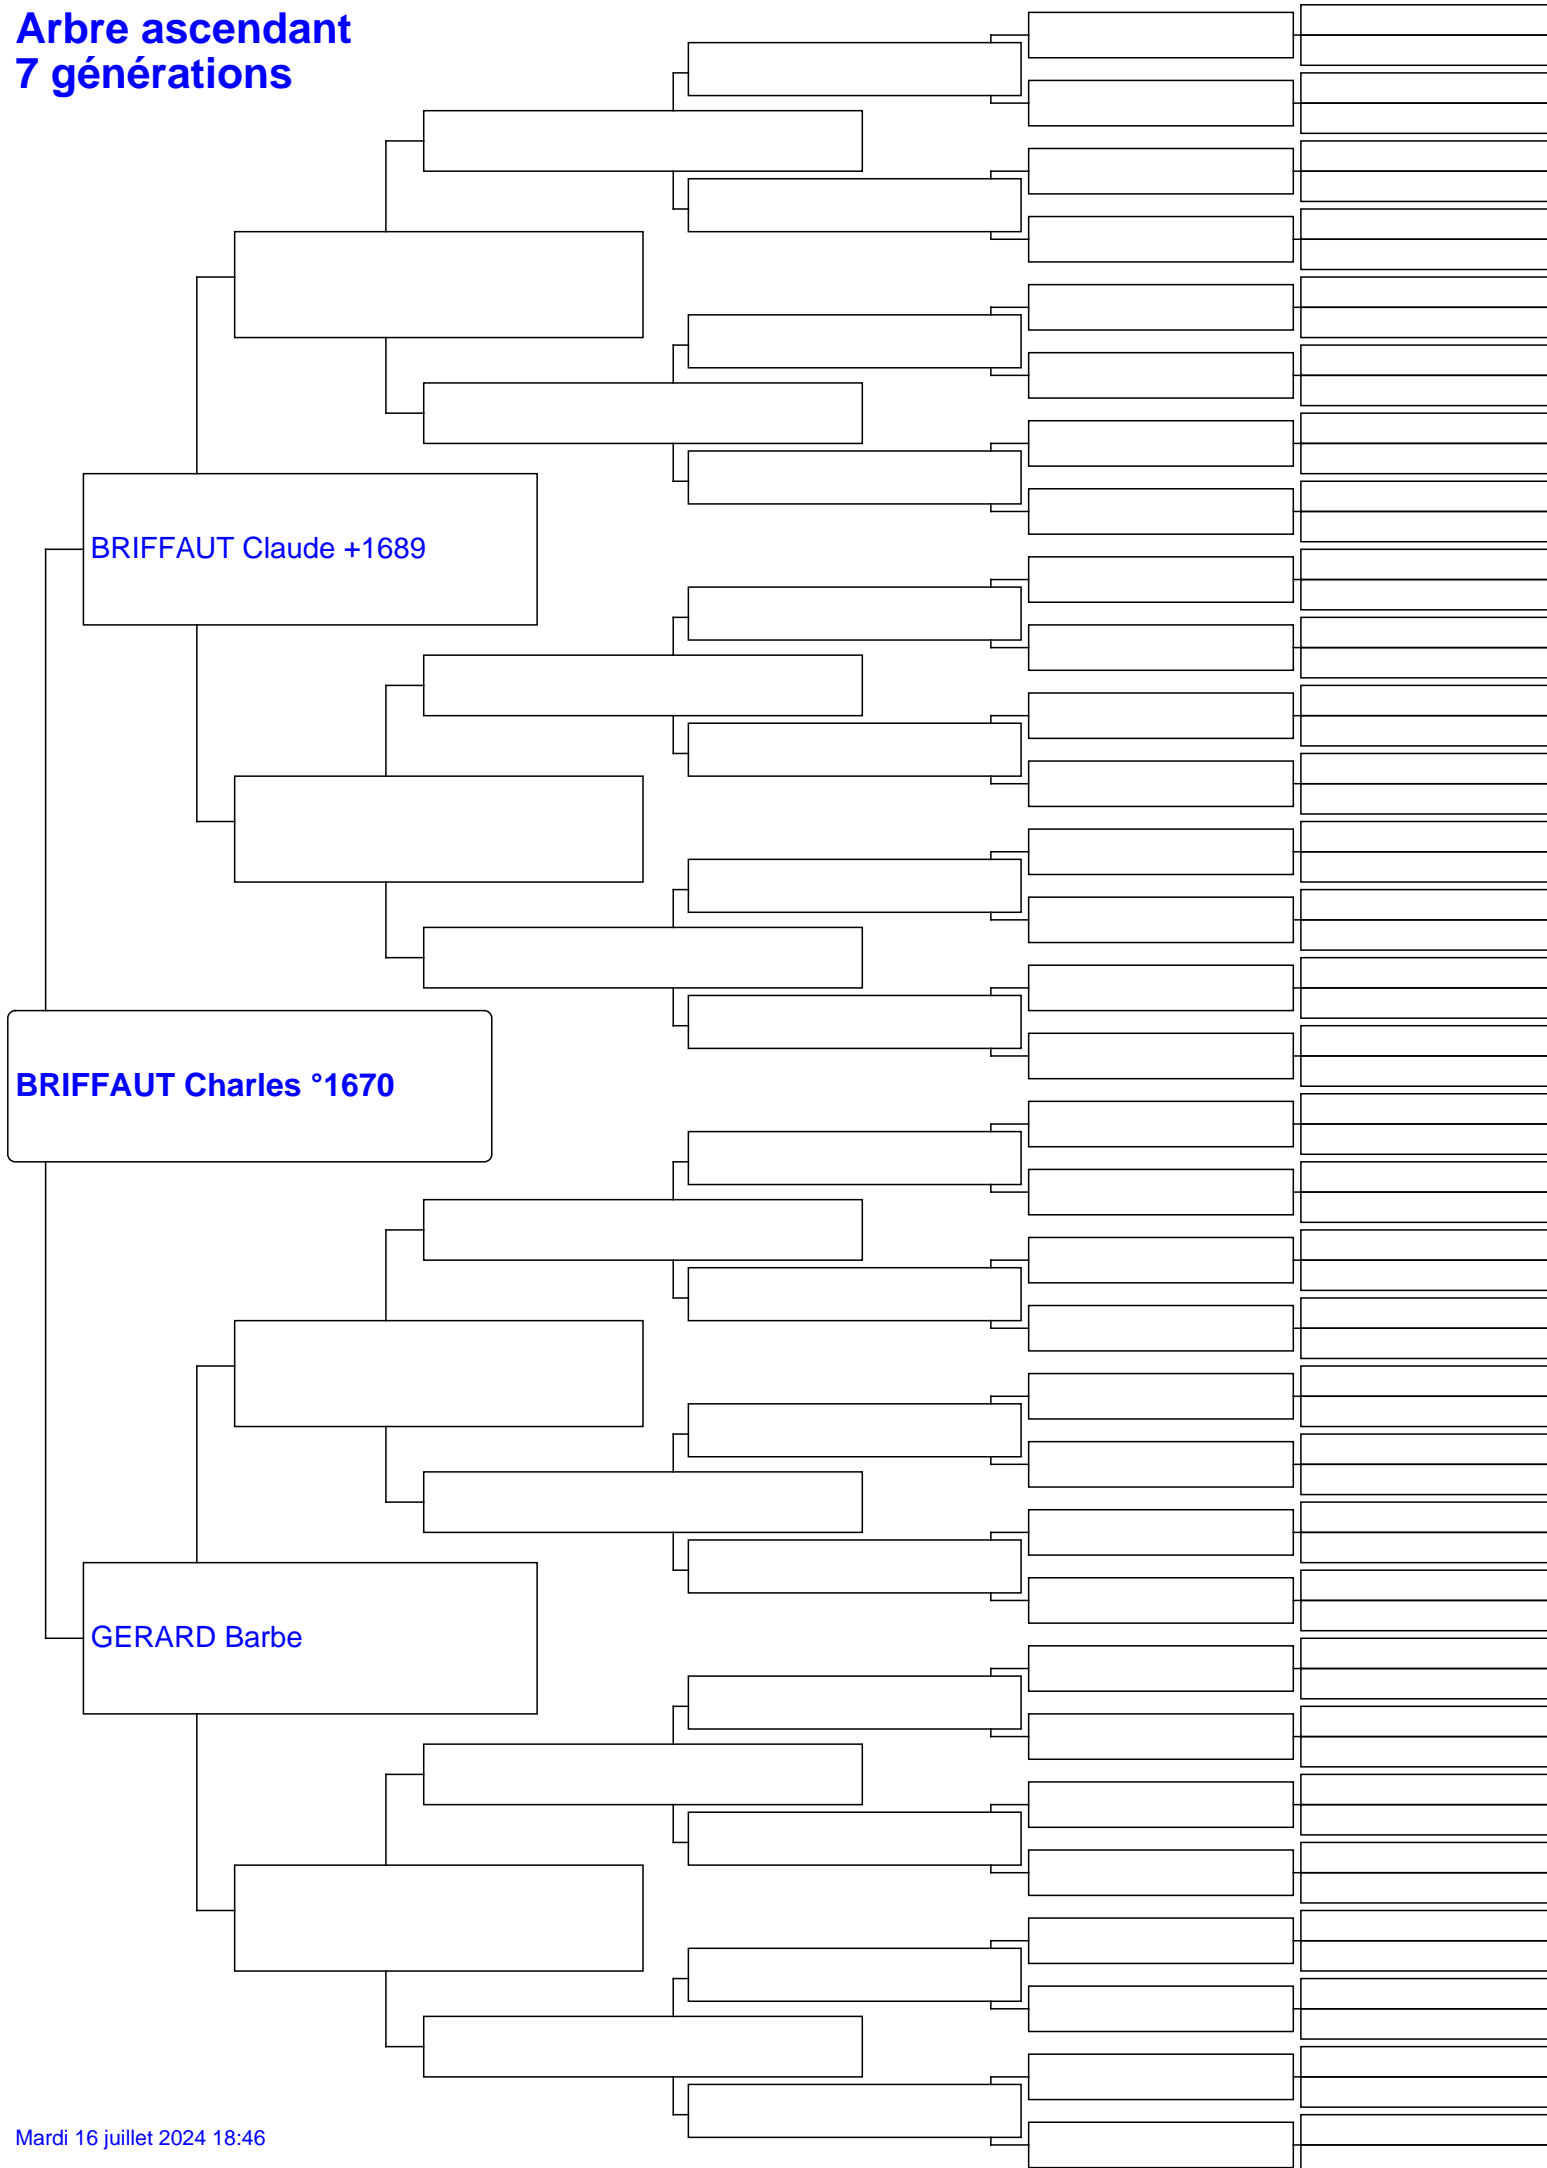 Arbre ascendant
7 générations
BRIFFAUT Claude +1689
BRIFFAUT Charles °1670
GERARD Barbe
Mardi 16 juillet 2024 18:46